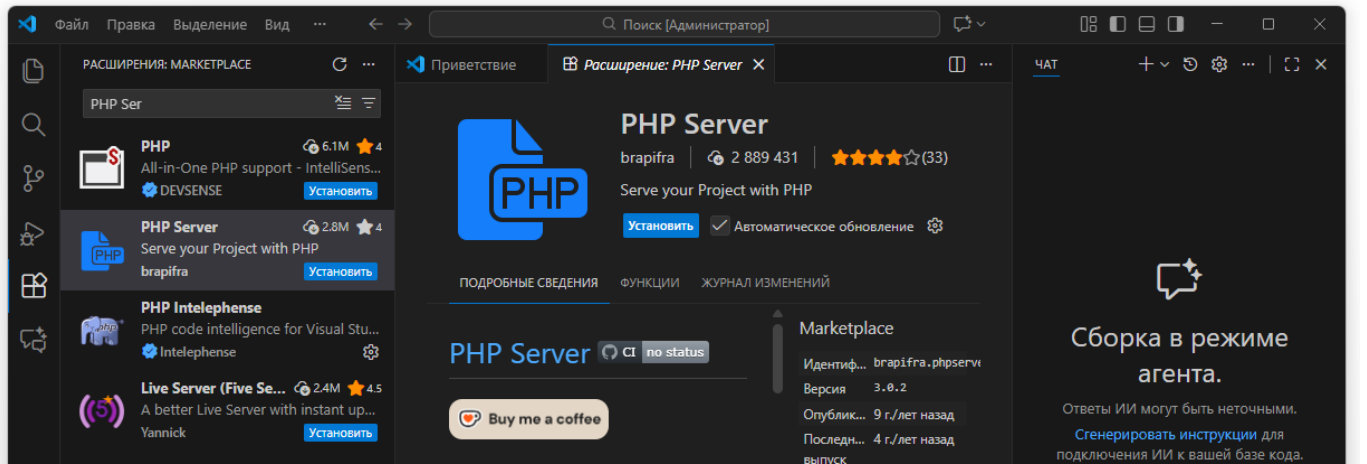 Файл Правка Выделение Вид ··· Поиск [Администратор]
РАСШИРЕНИЯ: MARKETPLACE
PHP Ser
PHP 6.1M 4
All-in-One PHP support - IntelliSens...
DEVSENSE Установить
PHP Server 2.8M 4
Serve your Project with PHP
brapifra Установить
PHP Intelephense
PHP code intelligence for Visual Stu...
Intelephense
Live Server (Five Se... 2.4M 4.5
A better Live Server with instant up...
Yannick Установить
Приветствие Расширение: PHP Server
PHP
PHP Server
brapifra 2 889 431 (33)
Serve your Project with PHP
Установить Автоматическое обновление
ПОДРОБНЫЕ СВЕДЕНИЯ ФУНКЦИИ ЖУРНАЛ ИЗМЕНЕНИЙ
PHP Server CI no status
Buy me a coffee
Marketplace
Идентиф... brapifra.phpserve
Версия 3.0.2
Опублик... 9 г./лет назад
Последн... 4 г./лет назад
выпуск
ЧАТ
Сборка в режиме
агента.
Ответы ИИ могут быть неточными.
Сгенерировать инструкции для
подключения ИИ к вашей базе кода.